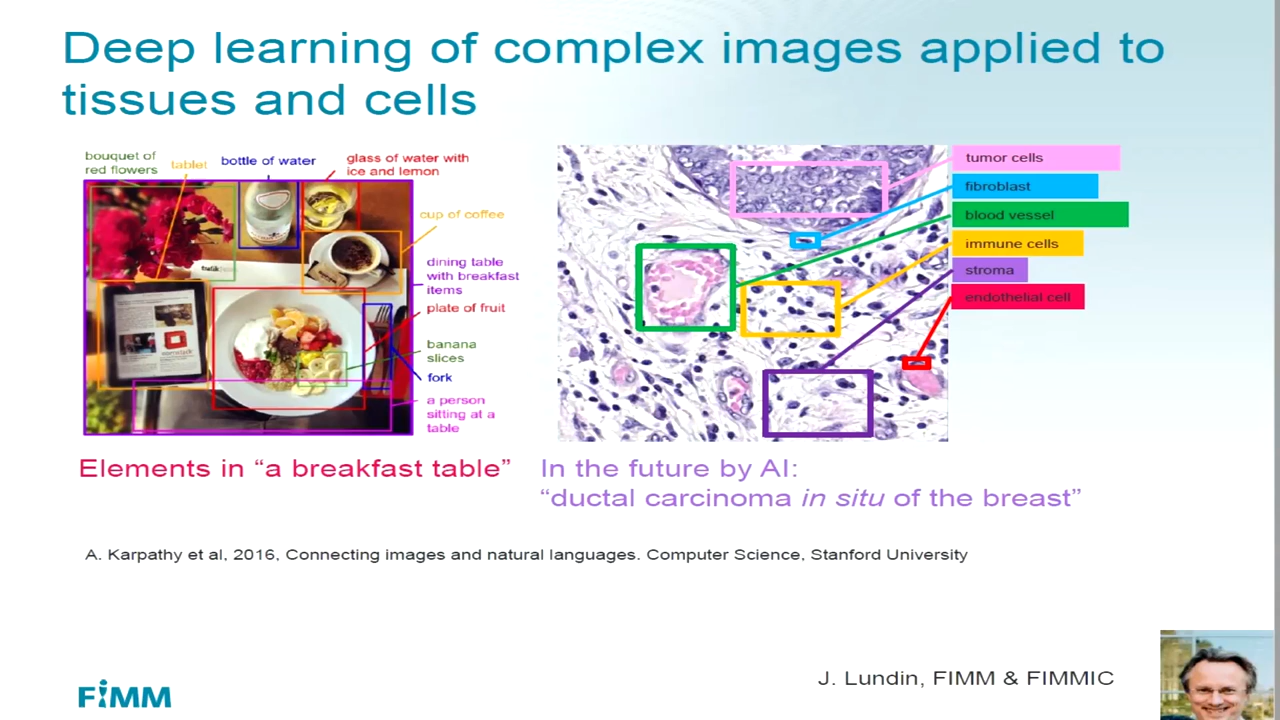 Deep learning of complex images applied to
tissues and cells
bouquet of
red flowers
tablet
bottle of water
glass of water with
ice and lemon
cup of coffee
dining table
with breakfast
items
plate of fruit
banana
slices
fork
a person
sitting at a
table
tumor cells
fibroblast
blood vessel
immune cells
stroma
endothelial cell
Elements in “a breakfast table”
In the future by AI:
“ductal carcinoma in situ of the breast”
A. Karpathy et al, 2016, Connecting images and natural languages. Computer Science, Stanford University
J. Lundin, FIMM & FIMMIC
FiMM